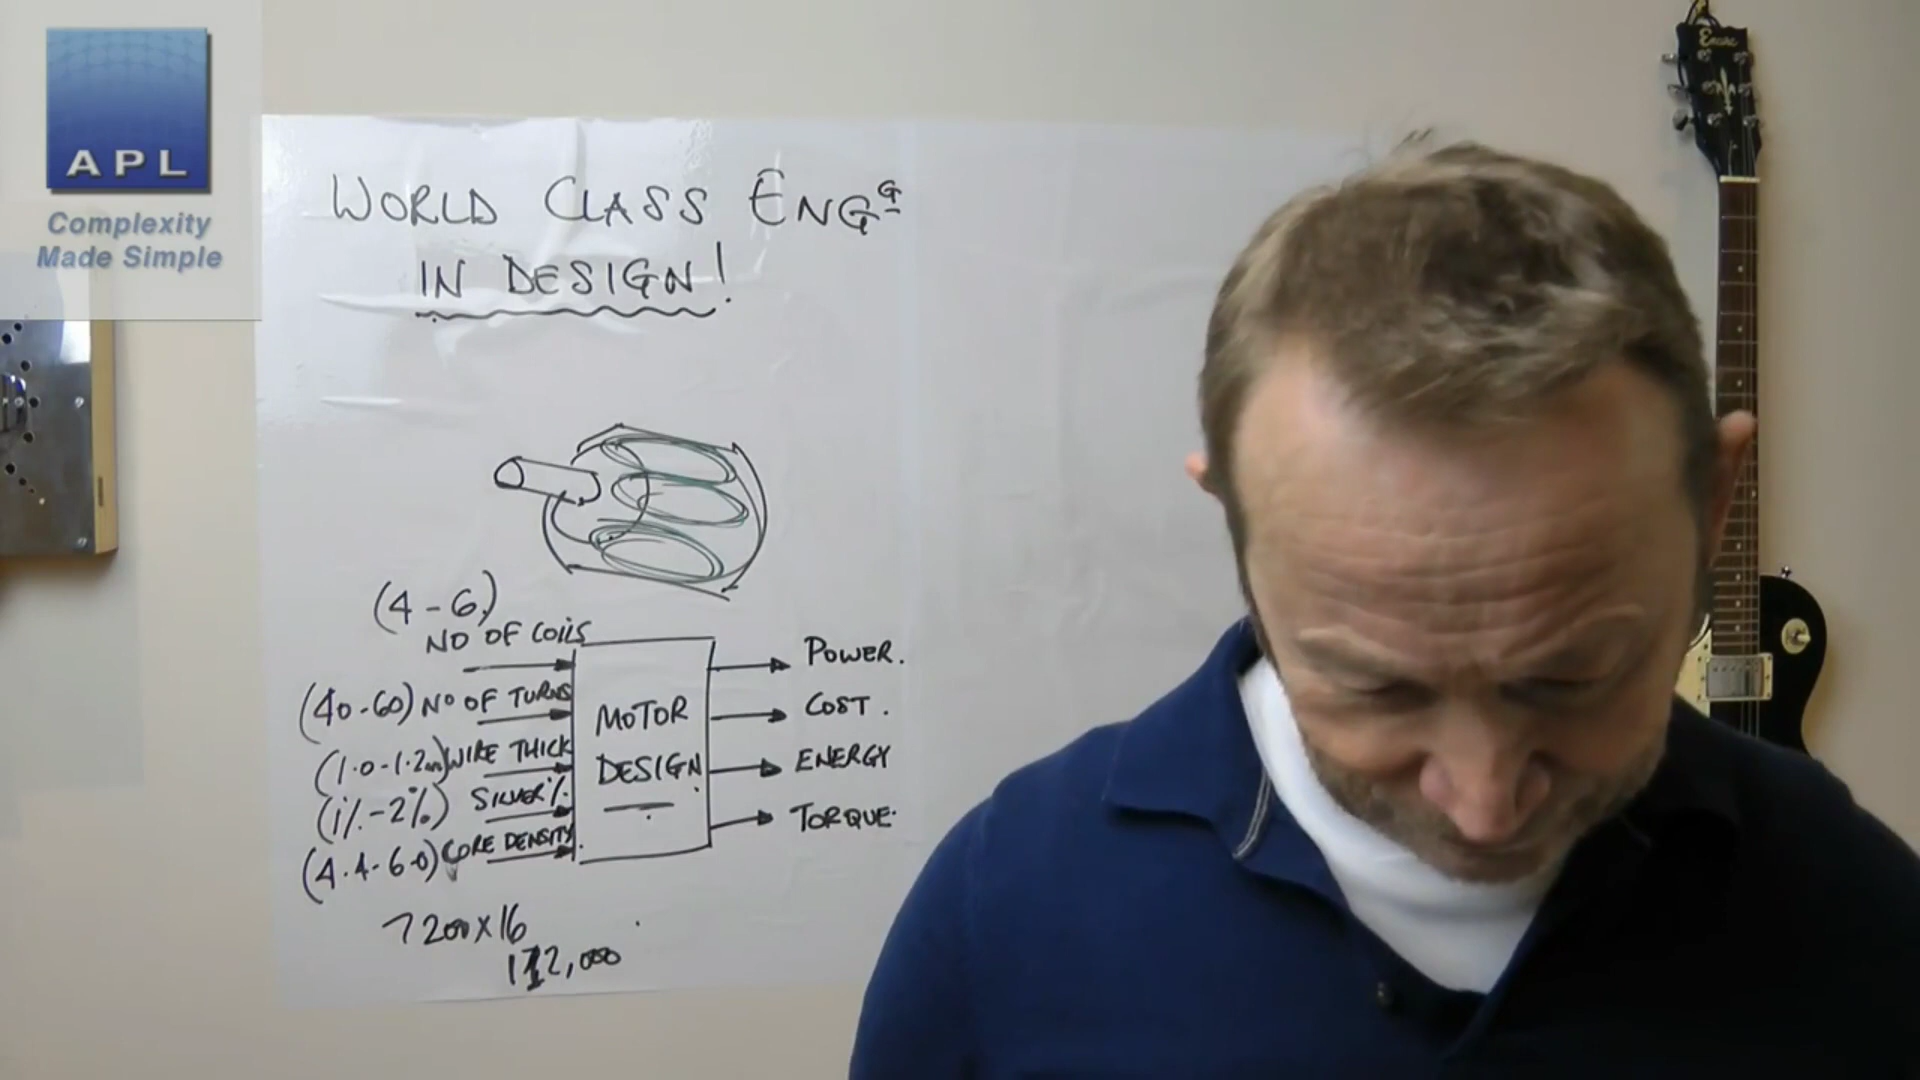 APL
Complexity
Made Simple
WORLD CLASS ENGG
IN DESIGN!
(4-6)
NO OF COILS
(40-60) NO OF TURNS
(1.0-1.2mm) WIRE THICK
(1%-2%) SILVER %
(4.4-6.0) CORE DENSITY
MOTOR
DESIGN
POWER.
COST.
ENERGY
TORQUE.
7200x16
112,000
Encore